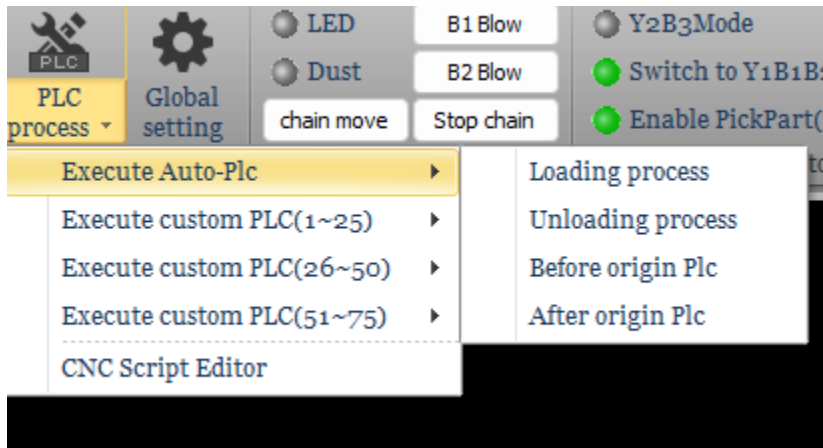 LED
B1 Blow
Y2B3Mode
PLC
Dust
B2 Blow
Switch to Y1B1B
PLC
process
Global
setting
chain move
Stop chain
Enable PickPart(
Execute Auto-Plc
Loading process
Execute custom PLC(1~25)
Unloading process
Execute custom PLC(26~50)
Before origin Plc
Execute custom PLC(51~75)
After origin Plc
CNC Script Editor